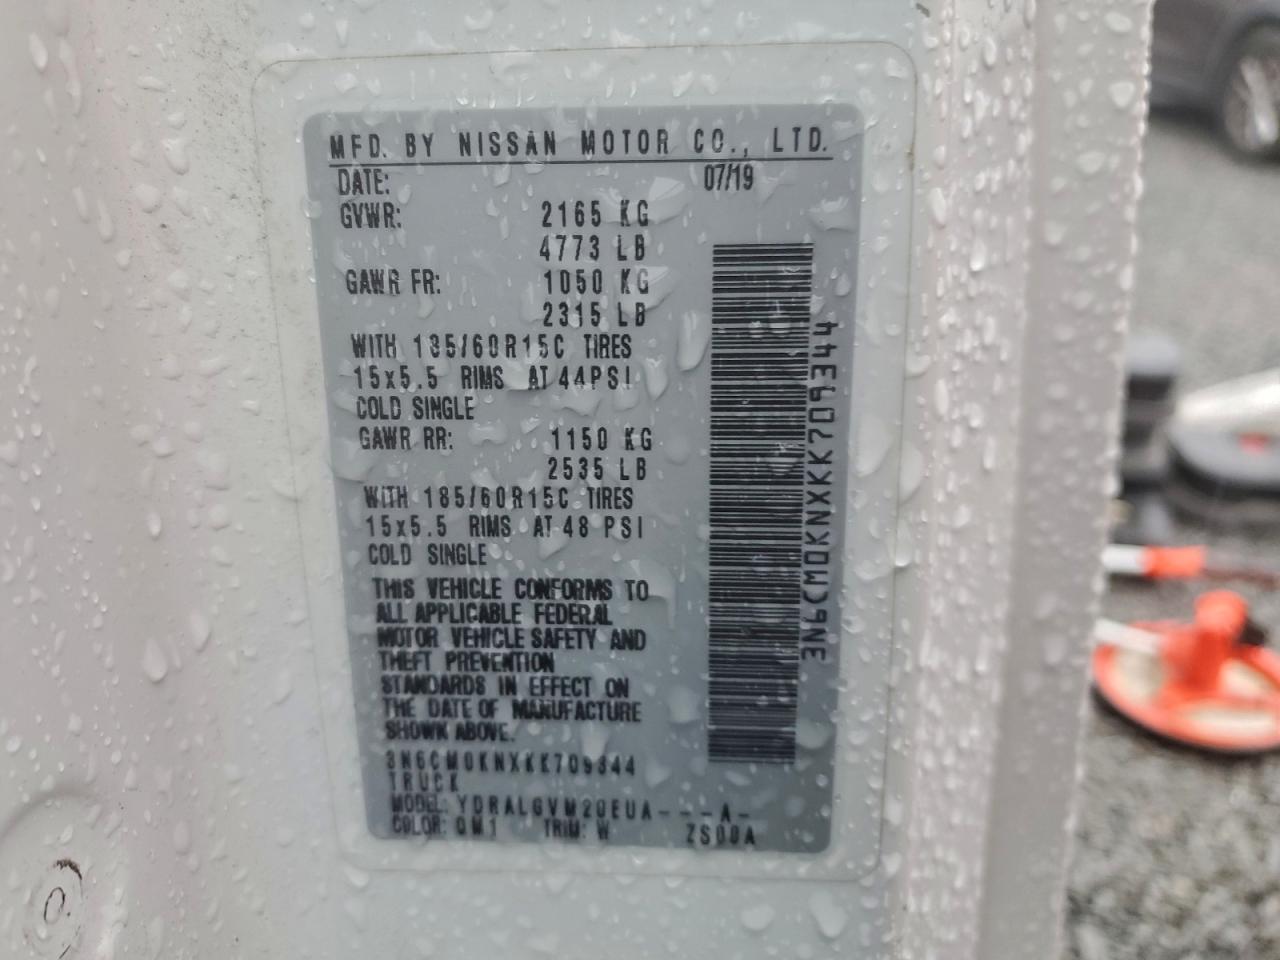 MFD. BY NISSAN MOTOR CO., LTD.
DATE: 07/19
GVWR: 2165 KG
4773 LB
GAWR FR: 1050 KG
2315 LB
WITH 185/60R15C TIRES
15x5.5 RIMS AT 44PSI
COLD SINGLE
GAWR RR: 1150 KG
2535 LB
WITH 185/60R15C TIRES
15x5.5 RIMS AT 48 PSI
COLD SINGLE
THIS VEHICLE CONFORMS TO
ALL APPLICABLE FEDERAL
MOTOR VEHICLE SAFETY AND
THEFT PREVENTION
STANDARDS IN EFFECT ON
THE DATE OF MANUFACTURE
SHOWN ABOVE.
3N6CM0KNXKK709344
TRUCK
MODEL: YDRALGVM20EUA---A-
COLOR: QM1 TRIM: W ZS00A
3N6CM0KNXKK709344